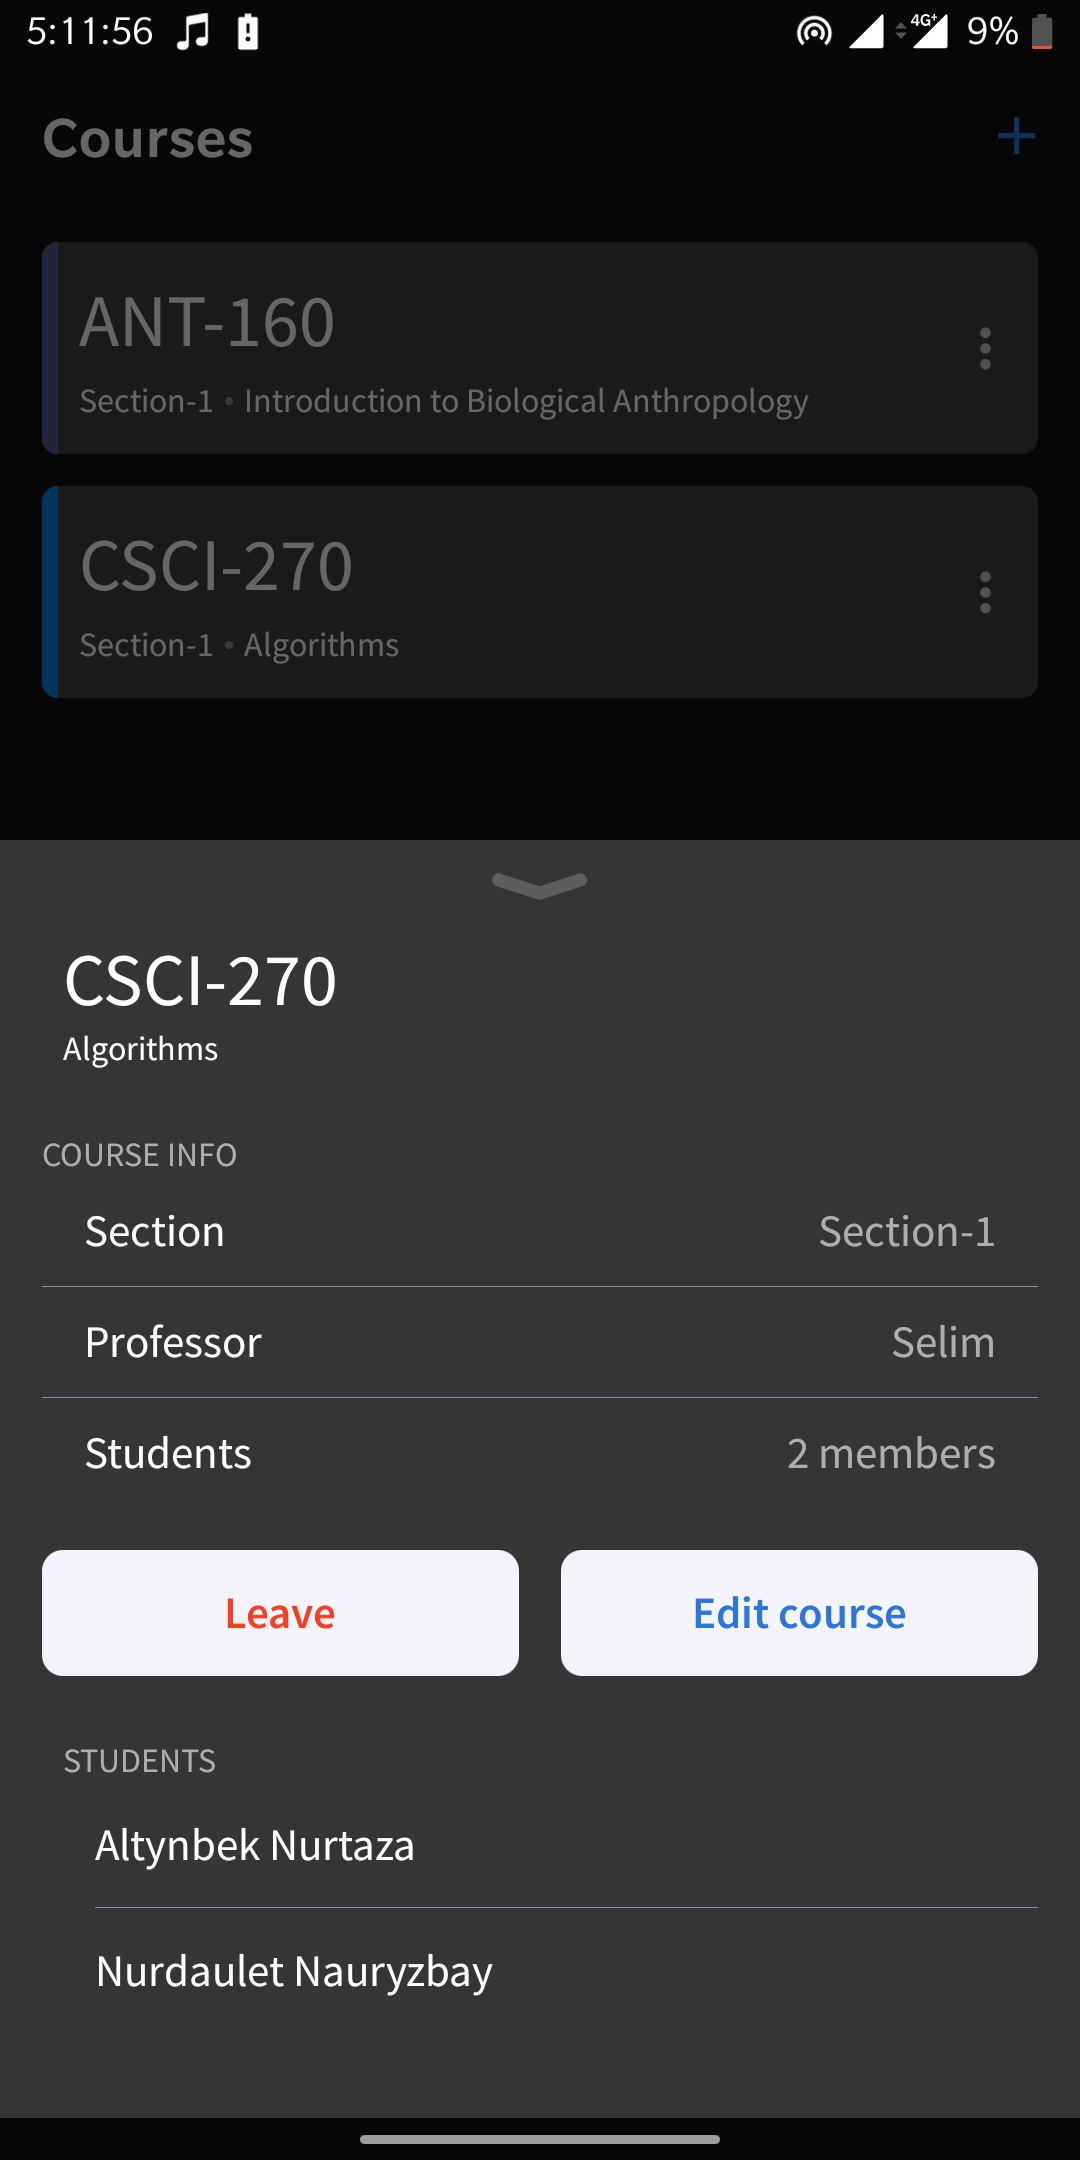 5:11:56 4G+ 9%
Courses
ANT-160
Section-1 • Introduction to Biological Anthropology
CSCI-270
Section-1 • Algorithms
CSCI-270
Algorithms
COURSE INFO
Section Section-1
Professor Selim
Students 2 members
Leave Edit course
STUDENTS
Altynbek Nurtaza
Nurdaulet Nauryzbay